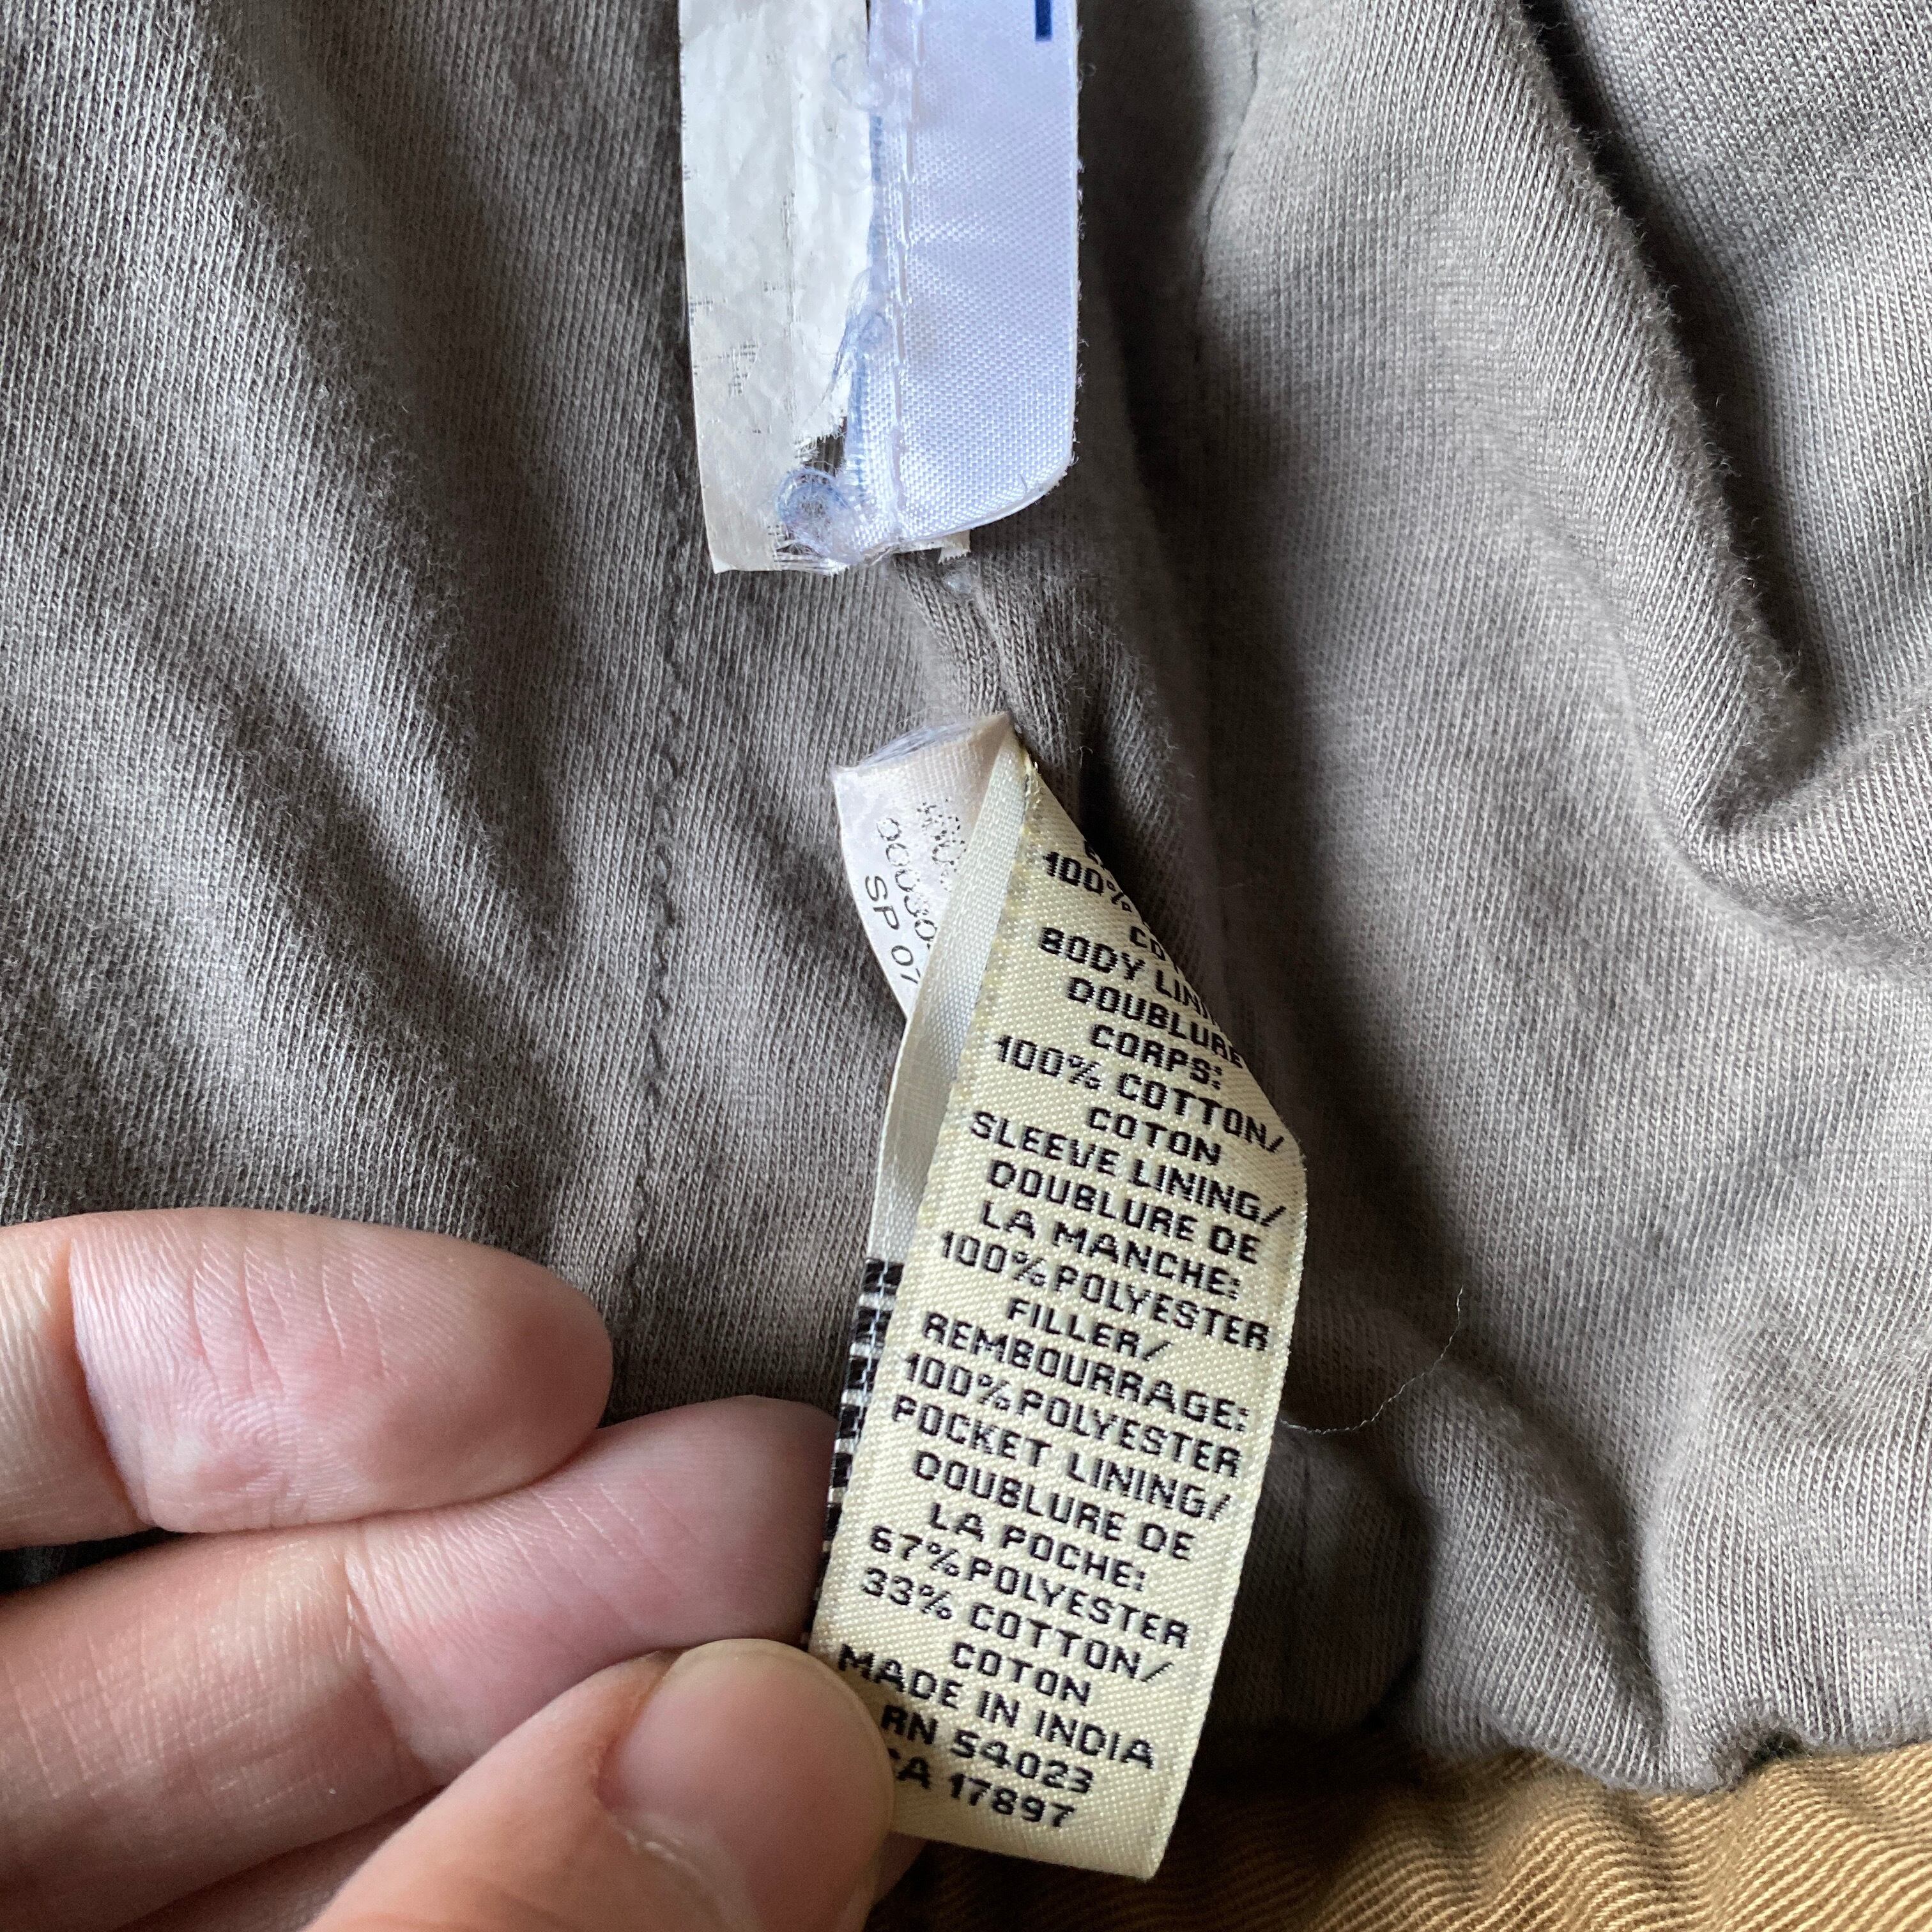 SP 07
100%
BODY
DOUBLURE
CORPS:
100% COTTON/
COTON
SLEEVE LINING/
DOUBLURE DE
LA MANCHE:
100%POLYESTER
FILLER/
REMBOURRAGE:
100%POLYESTER
POCKET LINING/
DOUBLURE DE
LA POCHE:
67%POLYESTER
33% COTTON/
COTON
MADE IN INDIA
RN 54023
CA 17897